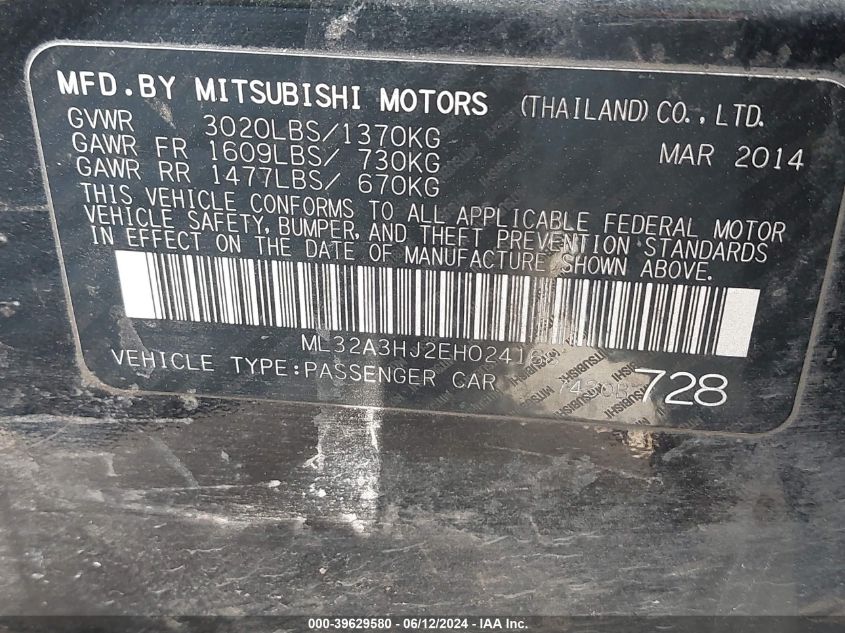 MFD.BY MITSUBISHI MOTORS (THAILAND) CO., LTD.
GVWR 3020LBS/1370KG
GAWR FR 1609LBS/ 730KG MAR 2014
GAWR RR 1477LBS/ 670KG
THIS VEHICLE CONFORMS TO ALL APPLICABLE FEDERAL MOTOR
VEHICLE SAFETY, BUMPER, AND THEFT PREVENTION STANDARDS
IN EFFECT ON THE DATE OF MANUFACTURE SHOWN ABOVE.
VEHICLE TYPE:PASSENGER CAR 728
000-39629580 - 06/12/2024 - IAA Inc.